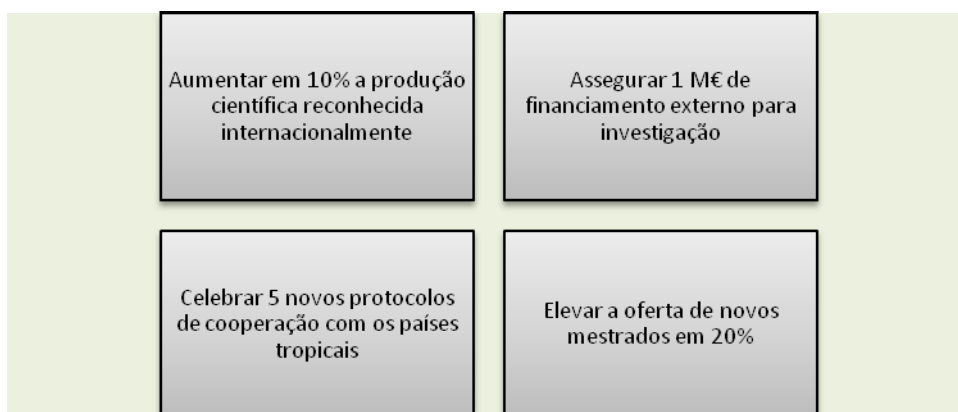 Aumentar em 10% a produção
científica reconhecida
internacionalmente
Assegurar 1 M€ de
financiamento externo para
investigação
Celebrar 5 novos protocolos
de cooperação com os países
tropicais
Elevar a oferta de novos
mestrados em 20%